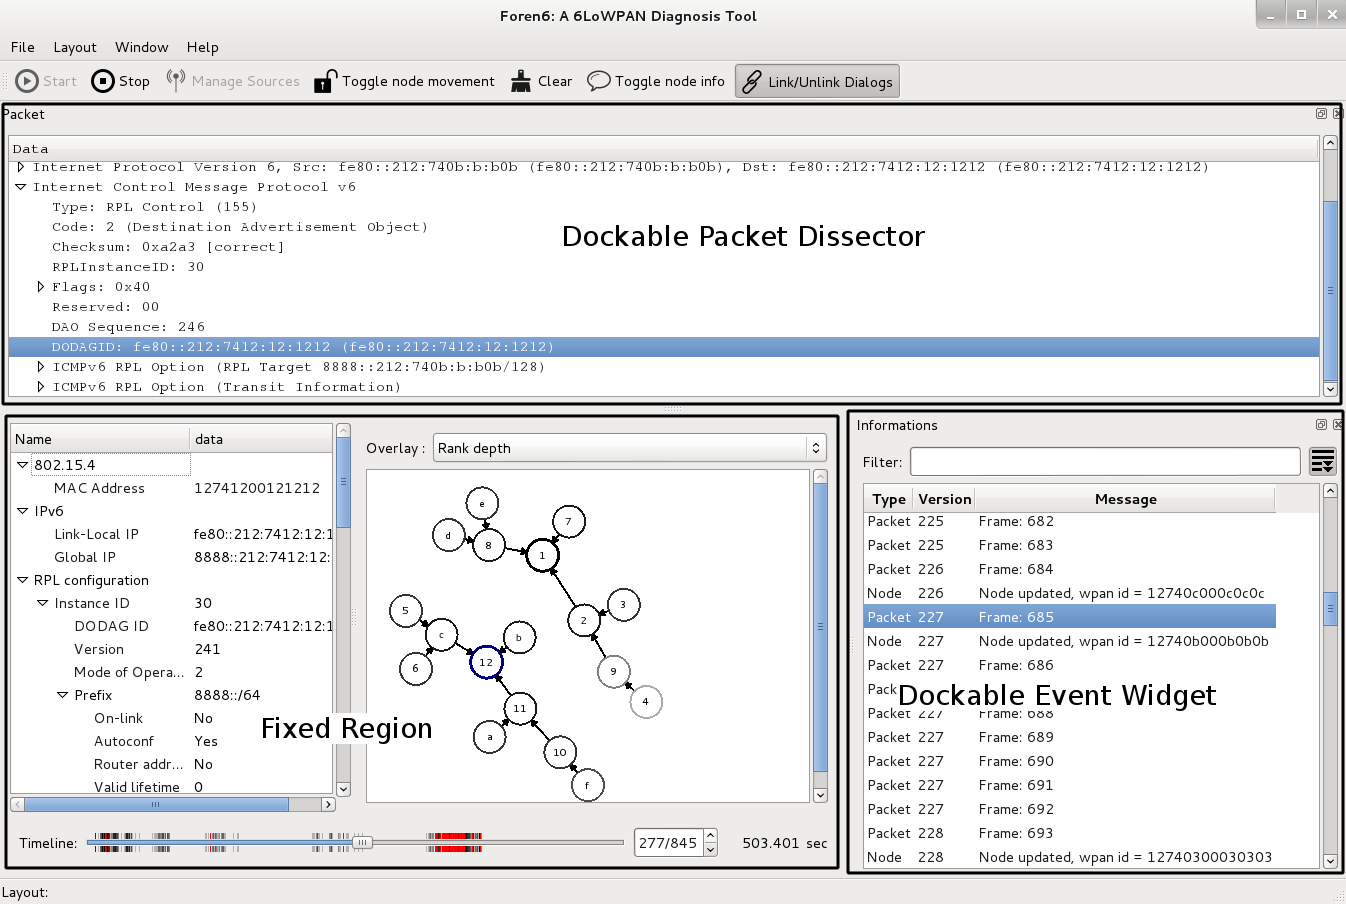 Foren6: A 6LoWPAN Diagnosis Tool
File Layout Window Help
Start Stop Manage Sources Toggle node movement Clear Toggle node info Link/Unlink Dialogs
Packet
Data
Internet Protocol Version 6, Src: fe80::212:740b:b:b0b (fe80::212:740b:b:b0b), Dst: fe80::212:7412:12:1212 (fe80::212:7412:12:1212)
Internet Control Message Protocol v6
Type: RPL Control (155)
Code: 2 (Destination Advertisement Object)
Checksum: 0xa2a3 [correct]
RPLInstanceID: 30
Flags: 0x40
Reserved: 00
DAO Sequence: 246
DODAGID: fe80::212:7412:12:1212 (fe80::212:7412:12:1212)
ICMPv6 RPL Option (RPL Target 8888::212:740b:b:b0b/128)
ICMPv6 RPL Option (Transit Information)
Dockable Packet Dissector
Name data
802.15.4
MAC Address 12741200121212
IPv6
Link-Local IP fe80::212:7412:12:1
Global IP 8888::212:7412:12:
RPL configuration
Instance ID 30
DODAG ID fe80::212:7412:12:1
Version 241
Mode of Opera... 2
Prefix 8888::/64
On-link No
Autoconf Yes
Router addr... No
Valid lifetime 0
Fixed Region
Overlay : Rank depth
e
7
d
8
1
5
3
c
b
2
6
12
9
4
11
a
10
f
Timeline: 277/845 503.401 sec
Informations
Filter:
Type Version Message
Packet 225 Frame: 682
Packet 225 Frame: 683
Packet 226 Frame: 684
Node 226 Node updated, wpan id = 12740c000c0c0c
Packet 227 Frame: 685
Node 227 Node updated, wpan id = 12740b000b0b0b
Packet 227 Frame: 686
Dockable Event Widget
Packet 227 Frame: 688
Packet 227 Frame: 689
Packet 227 Frame: 690
Packet 227 Frame: 691
Packet 227 Frame: 692
Packet 228 Frame: 693
Node 228 Node updated, wpan id = 12740300030303
Layout: